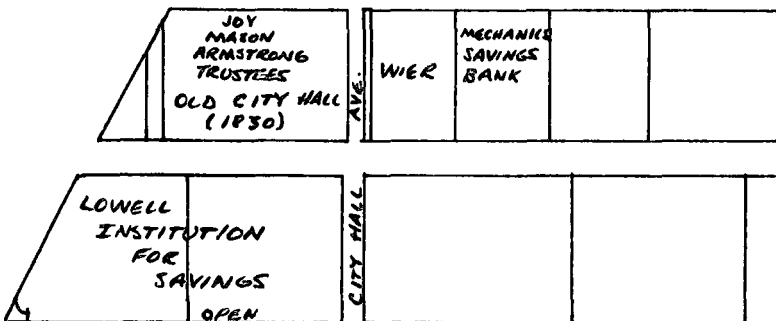 JOY
MASON
ARMSTRONG
TRUSTEES
OLD CITY HALL
(1830)
AVE.
WIER
MECHANICS
SAVINGS
BANK
LOWELL
INSTITUTION
FOR
SAVINGS
OPEN
CITY HALL